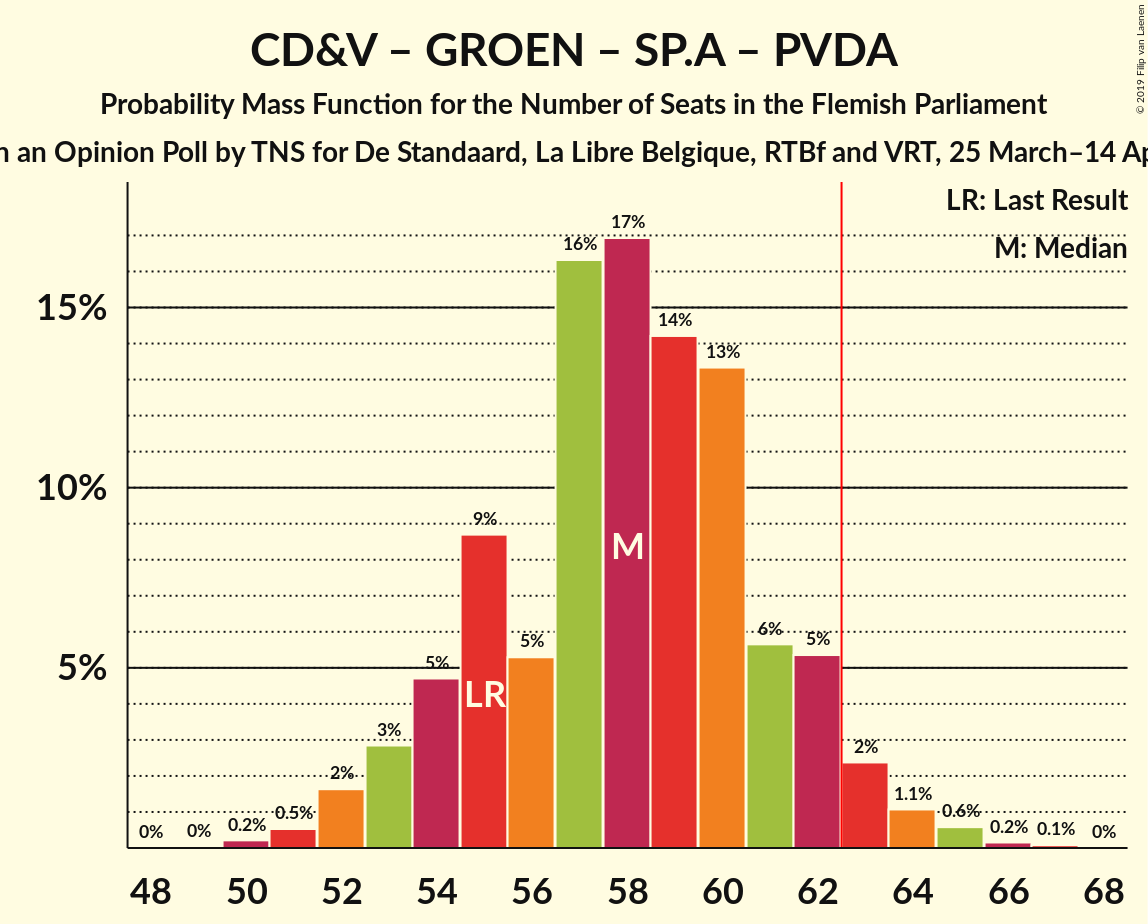 CD&V – GROEN – SP.A – PVDA
Probability Mass Function for the Number of Seats in the Flemish Parliament
an Opinion Poll by TNS for De Standaard, La Libre Belgique, RTBf and VRT, 25 March–14
© 2019 Filip van Laenen
LR: Last Result
M: Median
15%
10%
5%
0%
0%
0.2%
0.5%
2%
3%
5%
9%
5%
16%
17%
14%
13%
6%
5%
2%
1.1%
0.6%
0.2%
0.1%
0%
LR
M
48 50 52 54 56 58 60 62 64 66 68